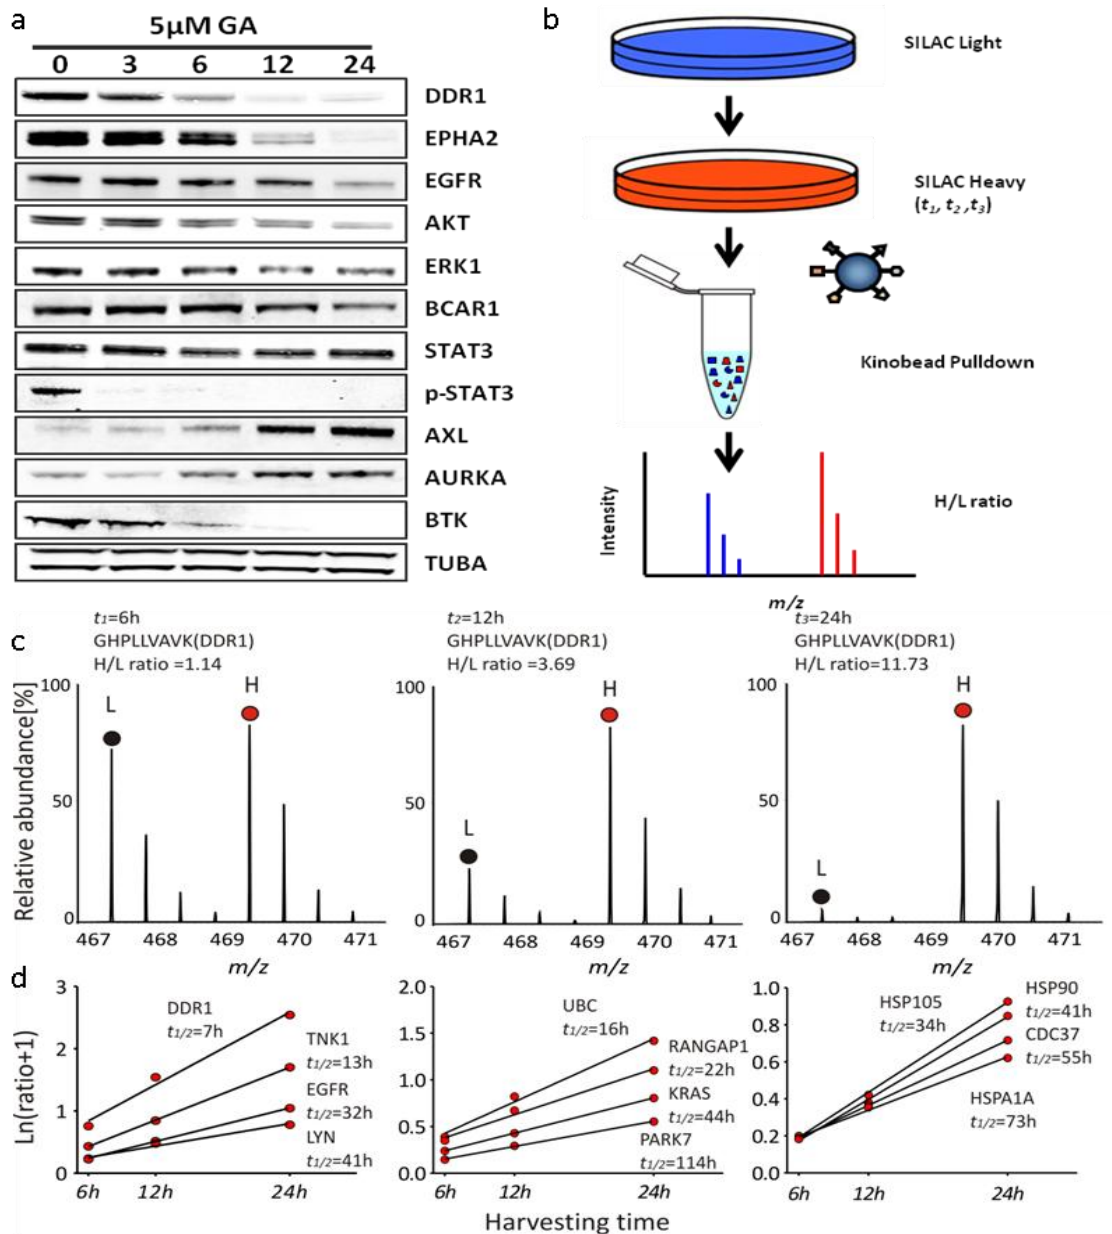 a
5μM GA
0 3 6 12 24
DDR1
EPHA2
EGFR
AKT
ERK1
BCAR1
STAT3
p-STAT3
AXL
AURKA
BTK
TUBA
b
SILAC Light
SILAC Heavy
(t1, t2 ,t3)
Kinobead Pulldown
Intensity
H/L ratio
m/z
c
t1=6h
GHPLLVAVK(DDR1)
H/L ratio =1.14
Relative abundance[%]
100
50
0
L
H
467 468 469 470 471
m/z
t2=12h
GHPLLVAVK(DDR1)
H/L ratio =3.69
100
50
0
L
H
467 468 469 470 471
m/z
t3=24h
GHPLLVAVK(DDR1)
H/L ratio=11.73
100
50
0
L
H
467 468 469 470 471
m/z
d
Ln(ratio+1)
3
2
1
0
DDR1
t1/2=7h
TNK1
t1/2=13h
EGFR
t1/2=32h
LYN
t1/2=41h
6h 12h 24h
2.0
1.5
1.0
0.5
0.0
UBC
t1/2=16h
RANGAP1
t1/2=22h
KRAS
t1/2=44h
PARK7
t1/2=114h
6h 12h 24h
1.0
0.8
0.6
0.4
0.2
0.0
HSP105
t1/2=34h
HSP90
t1/2=41h
CDC37
t1/2=55h
HSPA1A
t1/2=73h
6h 12h 24h
Harvesting time